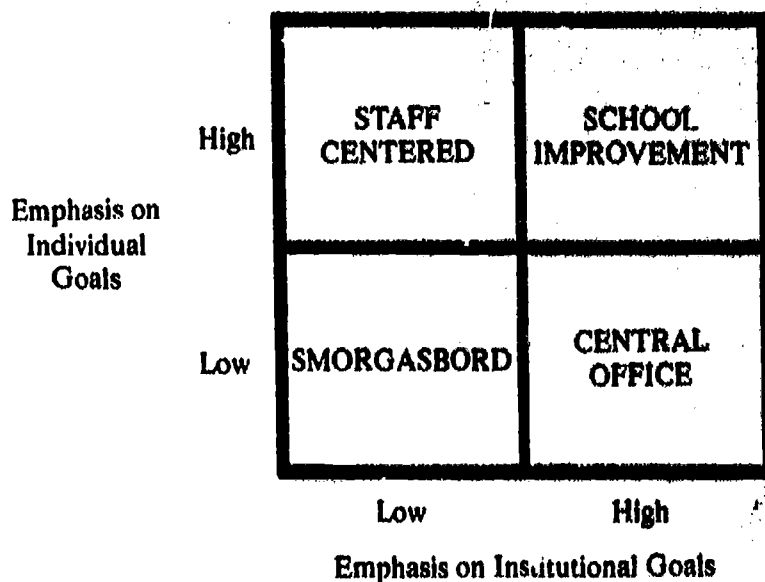 High
STAFF
CENTERED
SCHOOL
IMPROVEMENT
Emphasis on
Individual
Goals
Low
SMORGASBORD
CENTRAL
OFFICE
Low
High
Emphasis on Institutional Goals